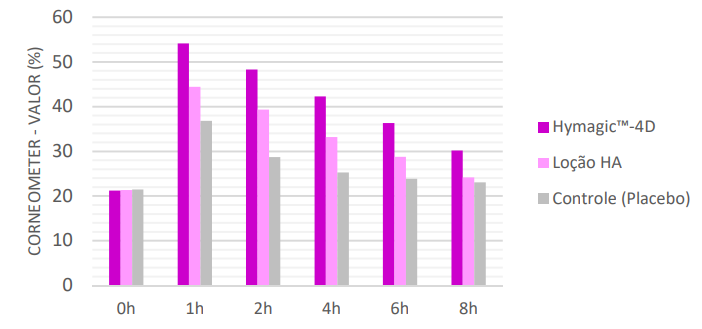 CORNEOMETER - VALOR (%)
60
50
40
30
20
10
0
0h 1h 2h 4h 6h 8h
Hymagic™-4D
Loção HA
Controle (Placebo)